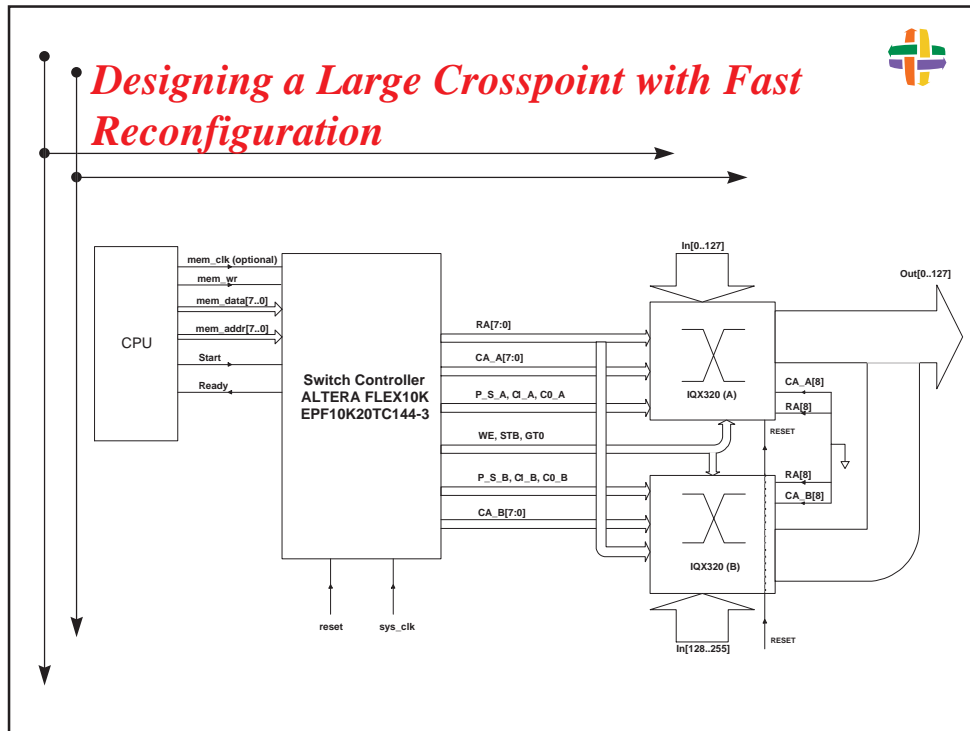 Designing a Large Crosspoint with Fast
Reconfiguration
In[0..127]
Out[0..127]
mem_clk (optional)
mem_wr
mem_data[7..0]
mem_addr[7..0]
Start
Ready
CPU
Switch Controller
ALTERA FLEX10K
EPF10K20TC144-3
RA[7:0]
CA_A[7:0]
P_S_A, CI_A, C0_A
WE, STB, GT0
P_S_B, CI_B, C0_B
CA_B[7:0]
IQX320 (A)
CA_A[8]
RA[8]
RESET
RA[8]
CA_B[8]
IQX320 (B)
reset
sys_clk
In[128..255]
RESET